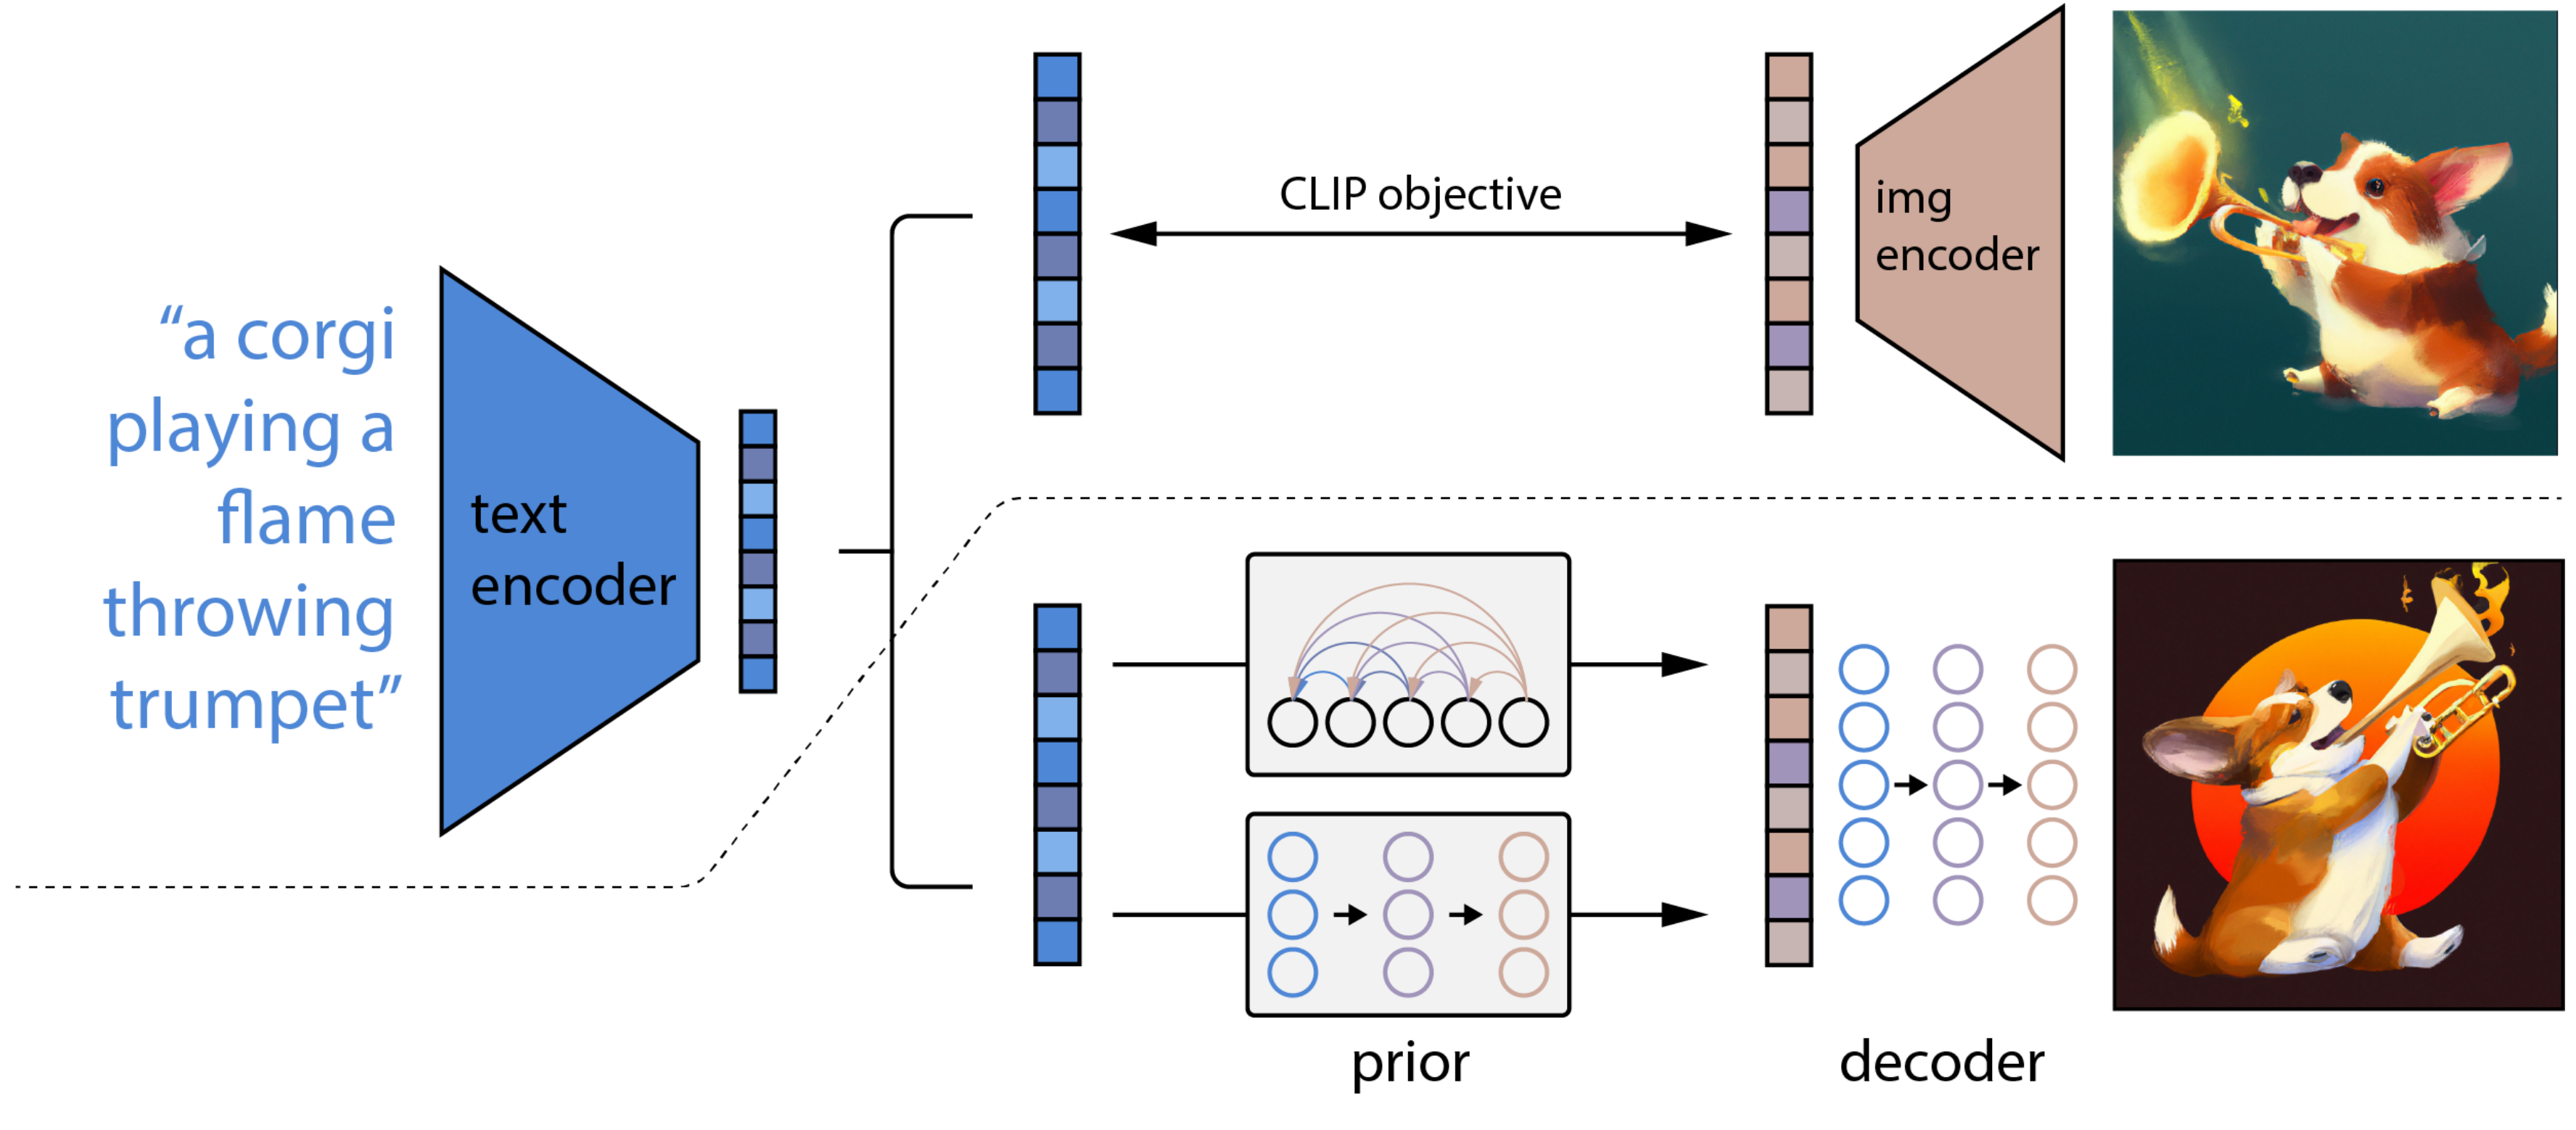 “a corgi
playing a
flame
throwing
trumpet”
text
encoder
CLIP objective
img
encoder
prior
decoder